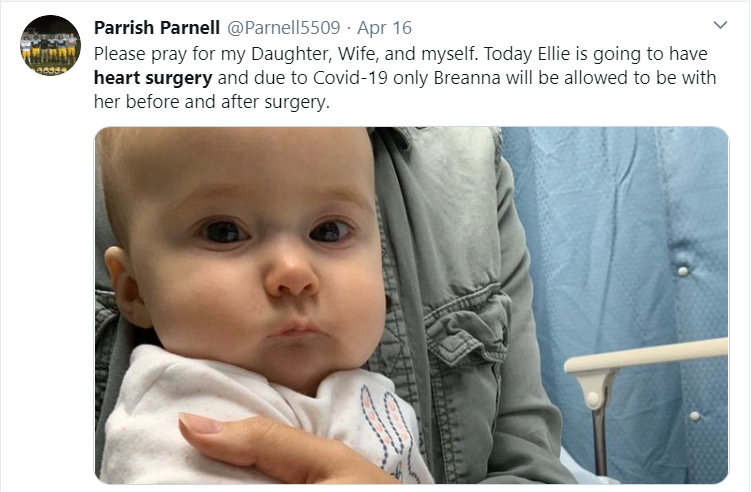 Parrish Parnell @Parnell5509 · Apr 16
Please pray for my Daughter, Wife, and myself. Today Ellie is going to have
heart surgery and due to Covid-19 only Breanna will be allowed to be with
her before and after surgery.